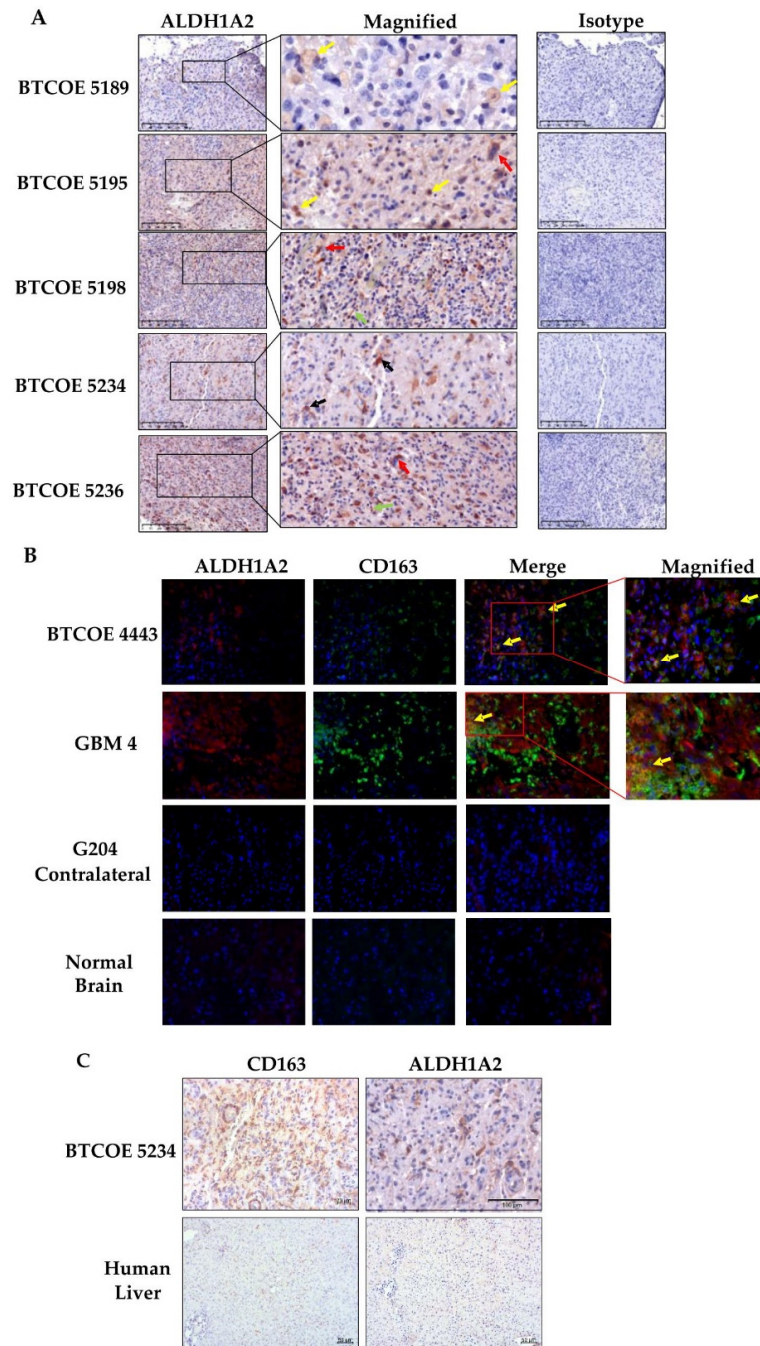 A
ALDH1A2 Magnified Isotype
BTCOE 5189
BTCOE 5195
BTCOE 5198
BTCOE 5234
BTCOE 5236
B
ALDH1A2 CD163 Merge Magnified
BTCOE 4443
GBM 4
G204
Contralateral
Normal
Brain
C
CD163 ALDH1A2
BTCOE 5234
100 µm
Human
Liver